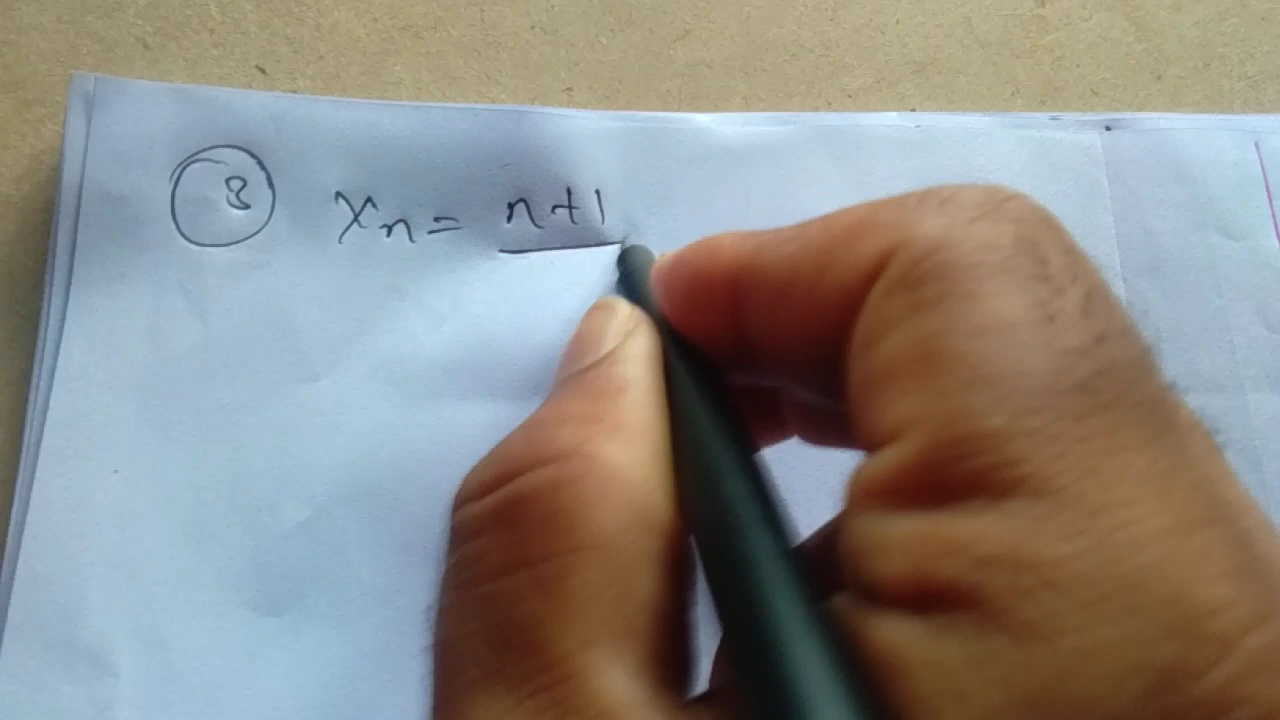 8 xn = n+1